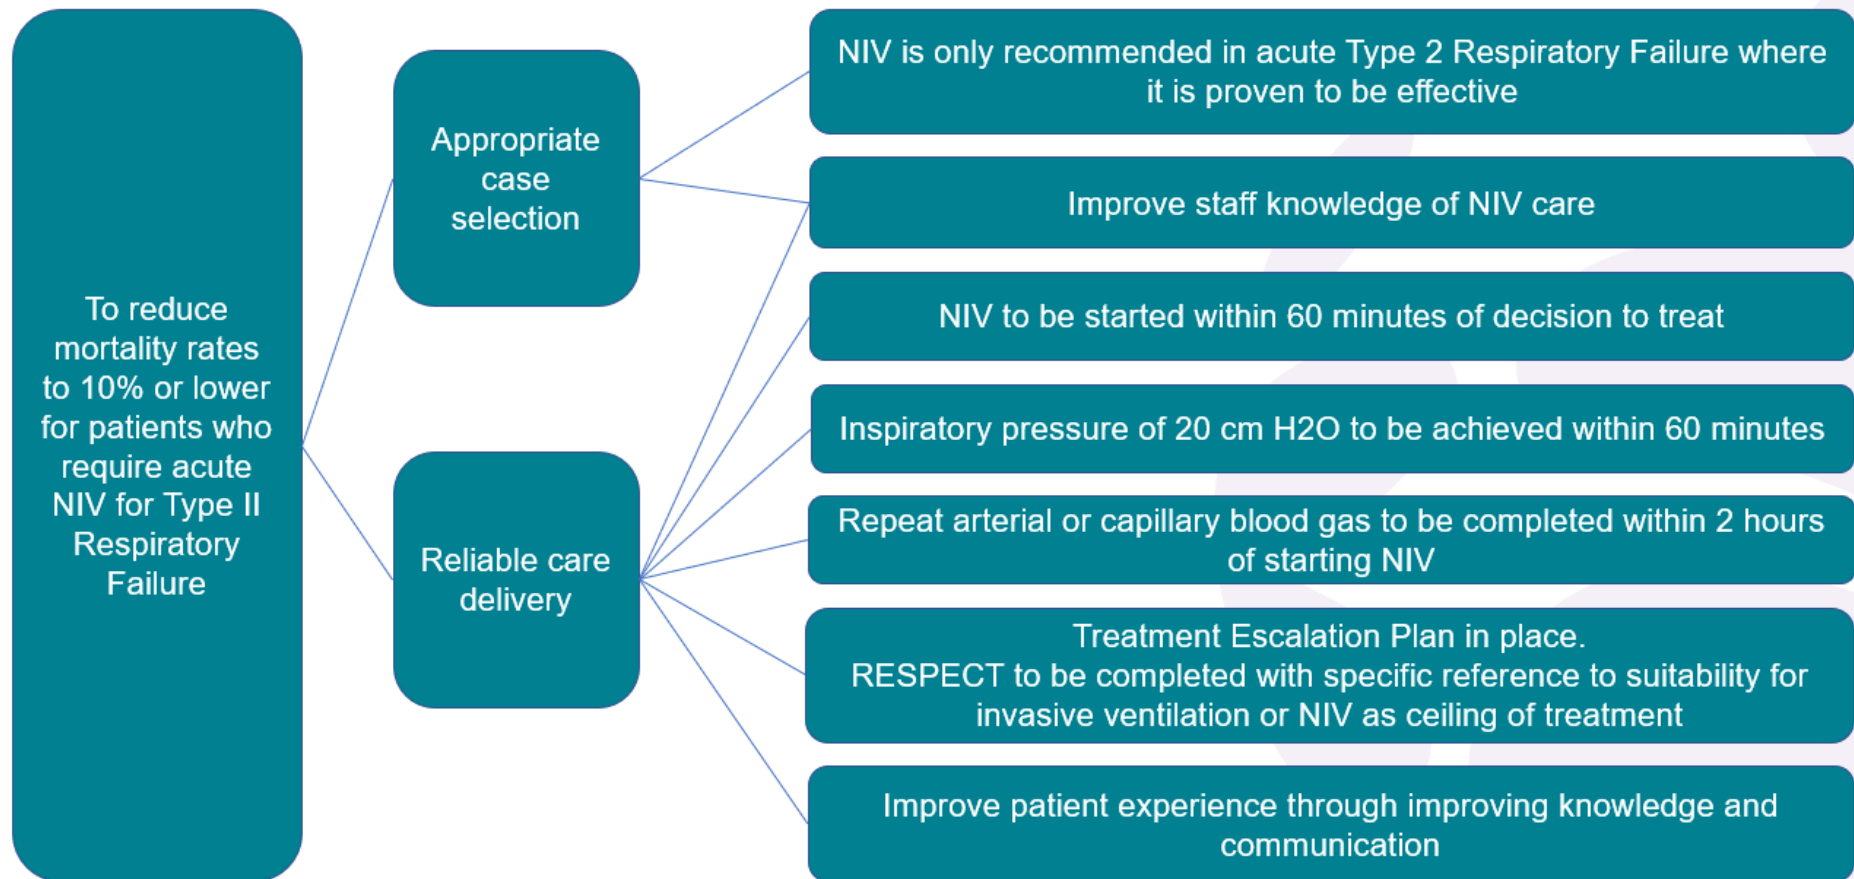 To reduce
mortality rates
to 10% or lower
for patients who
require acute
NIV for Type II
Respiratory
Failure
Appropriate
case
selection
Reliable care
delivery
NIV is only recommended in acute Type 2 Respiratory Failure where
it is proven to be effective
Improve staff knowledge of NIV care
NIV to be started within 60 minutes of decision to treat
Inspiratory pressure of 20 cm H2O to be achieved within 60 minutes
Repeat arterial or capillary blood gas to be completed within 2 hours
of starting NIV
Treatment Escalation Plan in place.
RESPECT to be completed with specific reference to suitability for
invasive ventilation or NIV as ceiling of treatment
Improve patient experience through improving knowledge and
communication